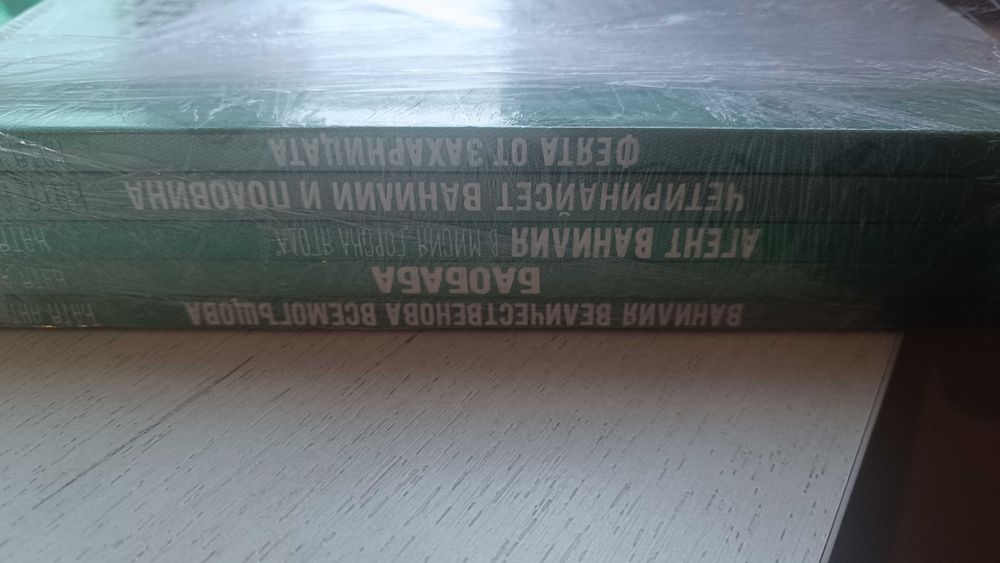 ФЕЯТА ОТ ЗАХАРНИЦАТА
ЧЕТИРИНАЙСЕТ ВАНИЛИИ И ПОЛОВИНА
АГЕНТ ВАНИЛИЯ В МИСИЯ ГОРСКА ЯГОДА
БАОБАБА
ВАНИЛИЯ ВЕЛИЧЕСТВЕНОВА ВСЕМОГЪЩОВА